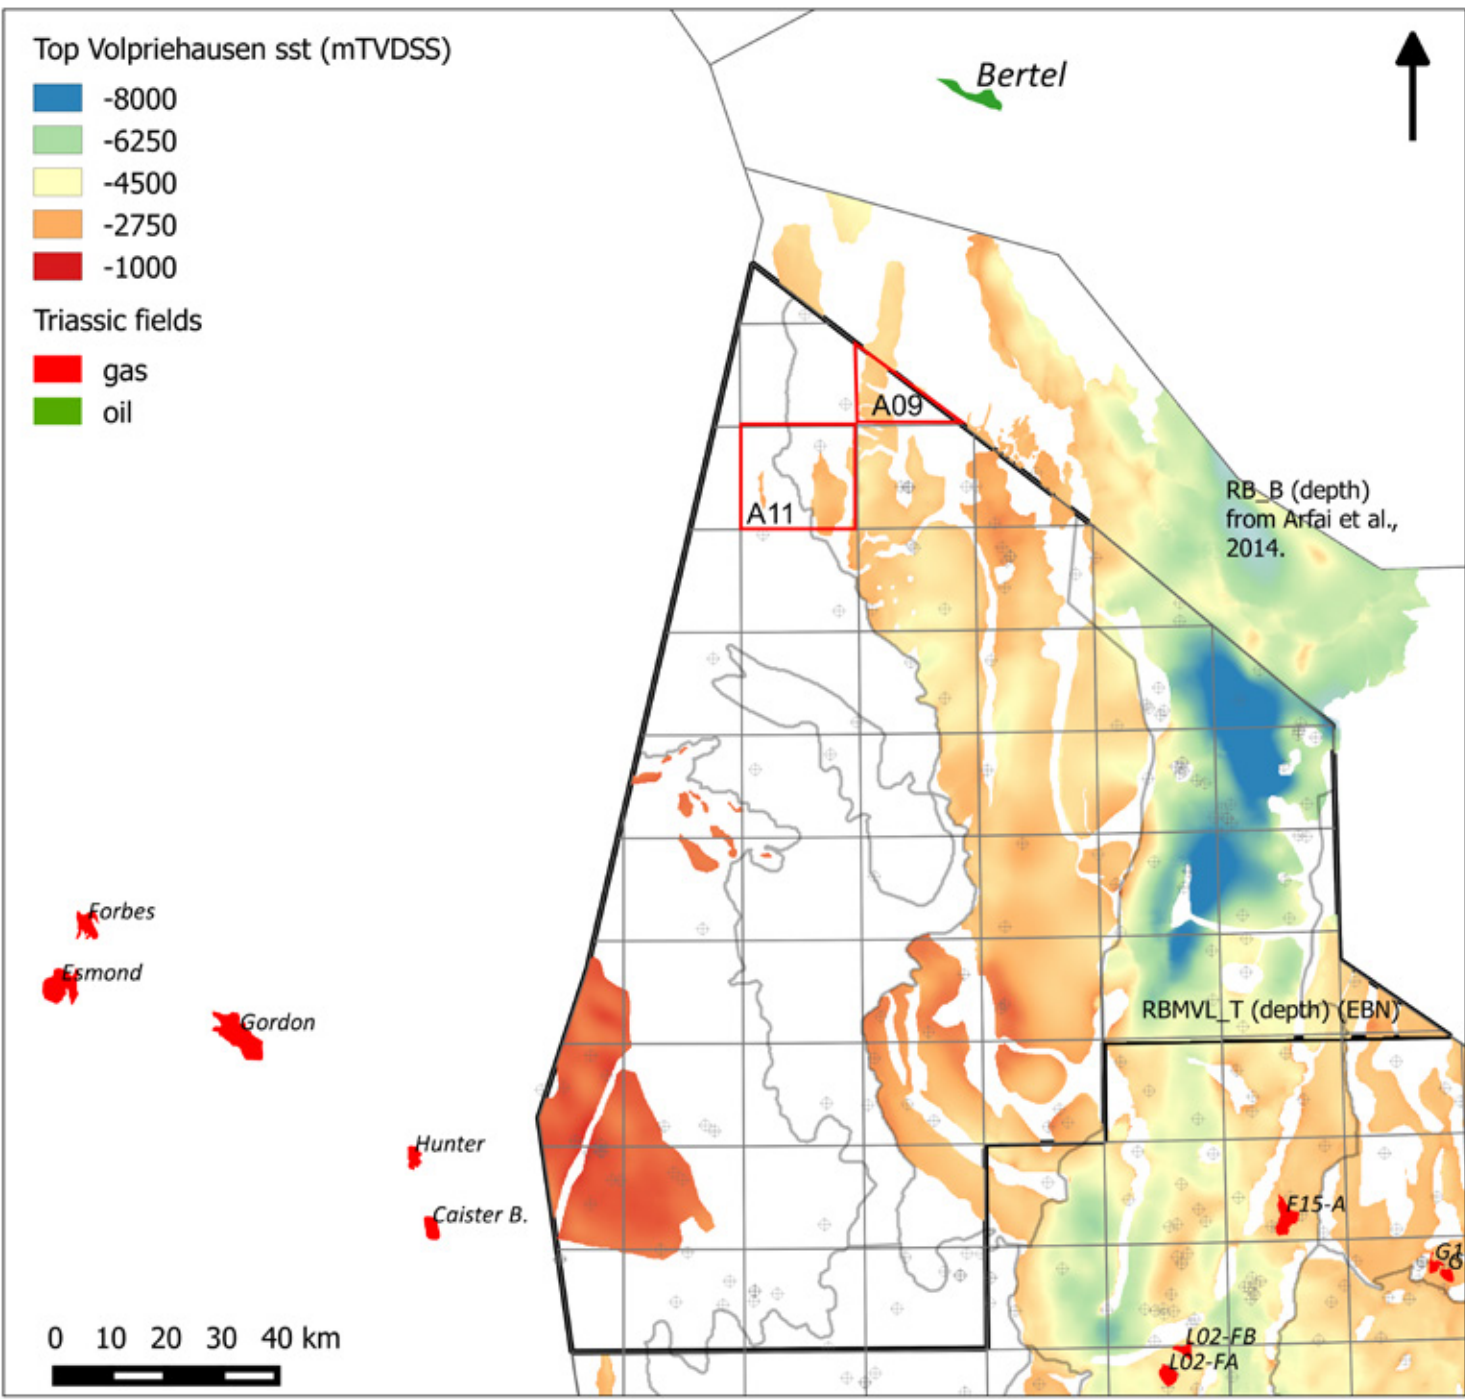 Top Volpriehausen sst (mTVDSS)
-8000
-6250
-4500
-2750
-1000
Triassic fields
gas
oil
Bertel
A09
A11
RB_B (depth)
from Arfai et al.,
2014.
Forbes
Esmond
Gordon
RBMVL_T (depth) (EBN)
Hunter
Caister B.
F15-A
G1
L02-FB
L02-FA
0 10 20 30 40 km